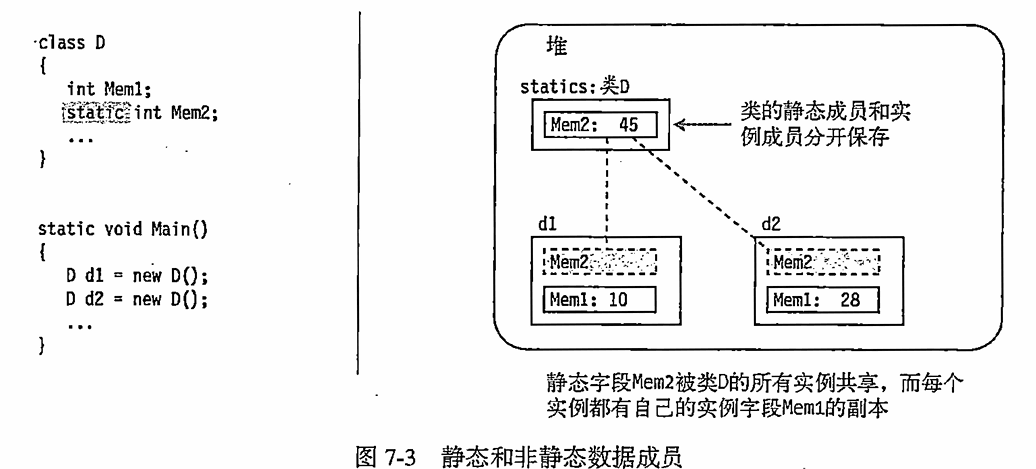 class D
{
int Mem1;
static int Mem2;
...
}
static void Main()
{
D d1 = new D();
D d2 = new D();
...
}
堆
statics:类D
Mem2: 45
类的静态成员和实
例成员分开保存
d1
Mem2
Mem1: 10
d2
Mem2
Mem1: 28
静态字段Mem2被类D的所有实例共享，而每个
实例都有自己的实例字段Mem1的副本
图 7-3 静态和非静态数据成员